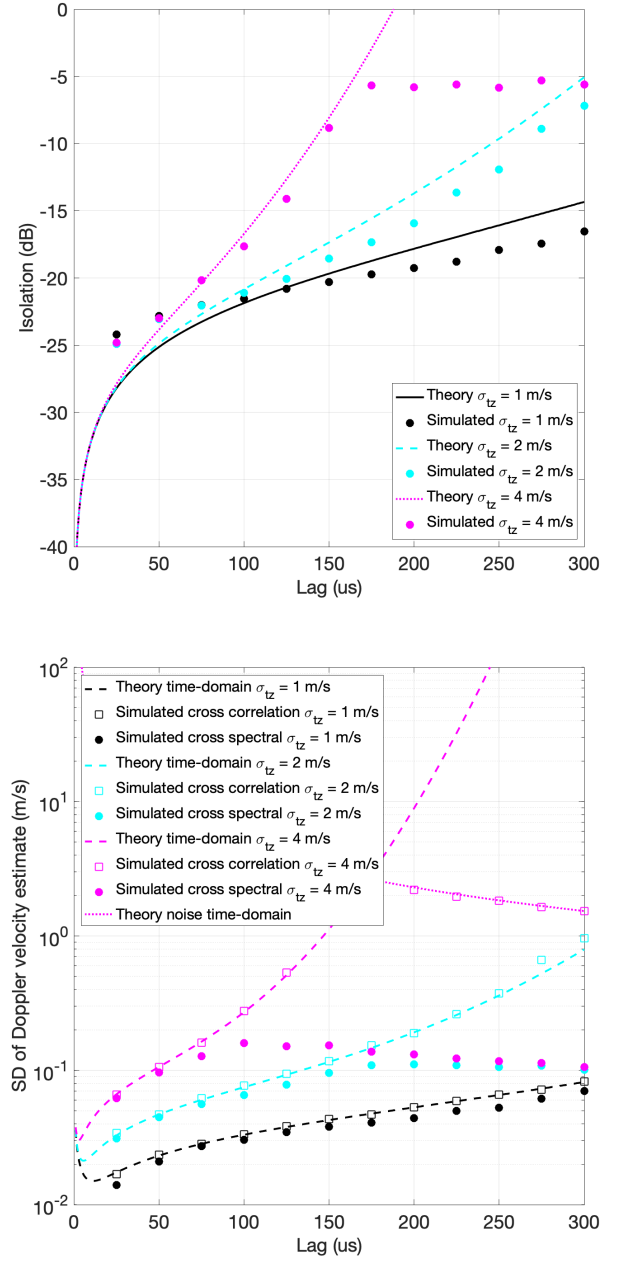 0
-5
-10
-15
-20
-25
-30
-35
-40
Isolation (dB)
0 50 100 150 200 250 300
Lag (us)
Theory σtz = 1 m/s
Simulated σtz = 1 m/s
Theory σtz = 2 m/s
Simulated σtz = 2 m/s
Theory σtz = 4 m/s
Simulated σtz = 4 m/s
10^2
10^1
10^0
10^-1
10^-2
SD of Doppler velocity estimate (m/s)
Theory time-domain σtz = 1 m/s
Simulated cross correlation σtz = 1 m/s
Simulated cross spectral σtz = 1 m/s
Theory time-domain σtz = 2 m/s
Simulated cross correlation σtz = 2 m/s
Simulated cross spectral σtz = 2 m/s
Theory time-domain σtz = 4 m/s
Simulated cross correlation σtz = 4 m/s
Simulated cross spectral σtz = 4 m/s
Theory noise time-domain
0 50 100 150 200 250 300
Lag (us)